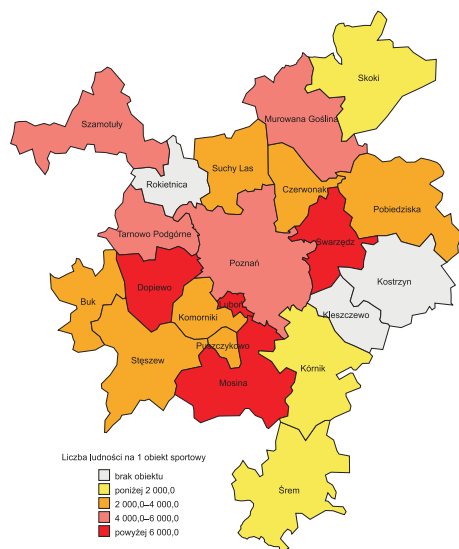 Skoki
Szamotuły
Murowana Goślina
Suchy Las
Rokietnica
Czerwonak
Pobiedziska
Tarnowo Podgórne
Swarzędz
Poznań
Kostrzyn
Dopiewo
Buk
Luboń
Komorniki
Kleszczewo
Puszczykowo
Stęszew
Kórnik
Mosina
Śrem
Liczba ludności na 1 obiekt sportowy
brak obiektu
poniżej 2 000,0
2 000,0–4 000,0
4 000,0–6 000,0
powyżej 6 000,0